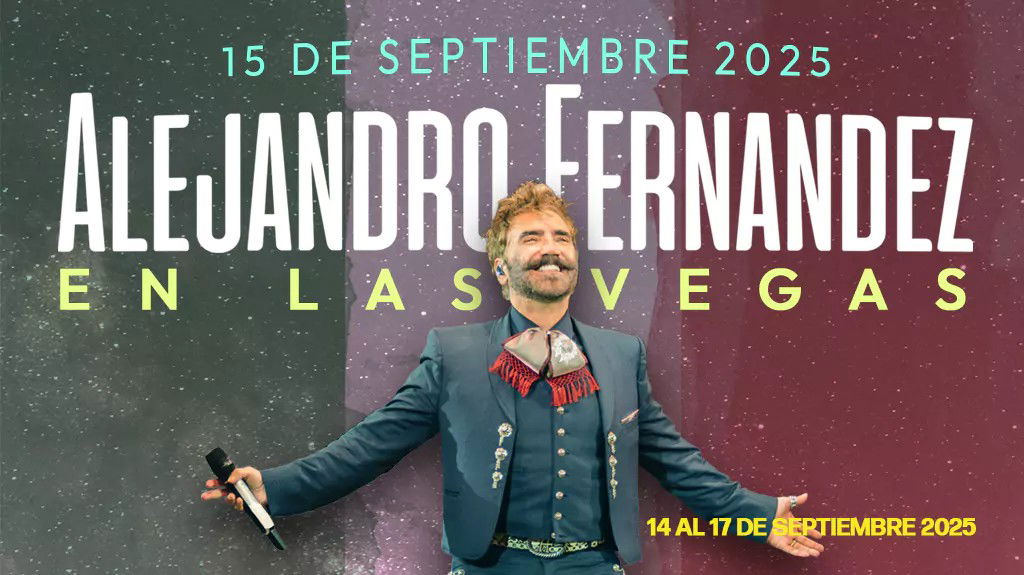 15 DE SEPTIEMBRE 2025
ALEJANDRO FERNANDEZ
EN LAS VEGAS
14 AL 17 DE SEPTIEMBRE 2025